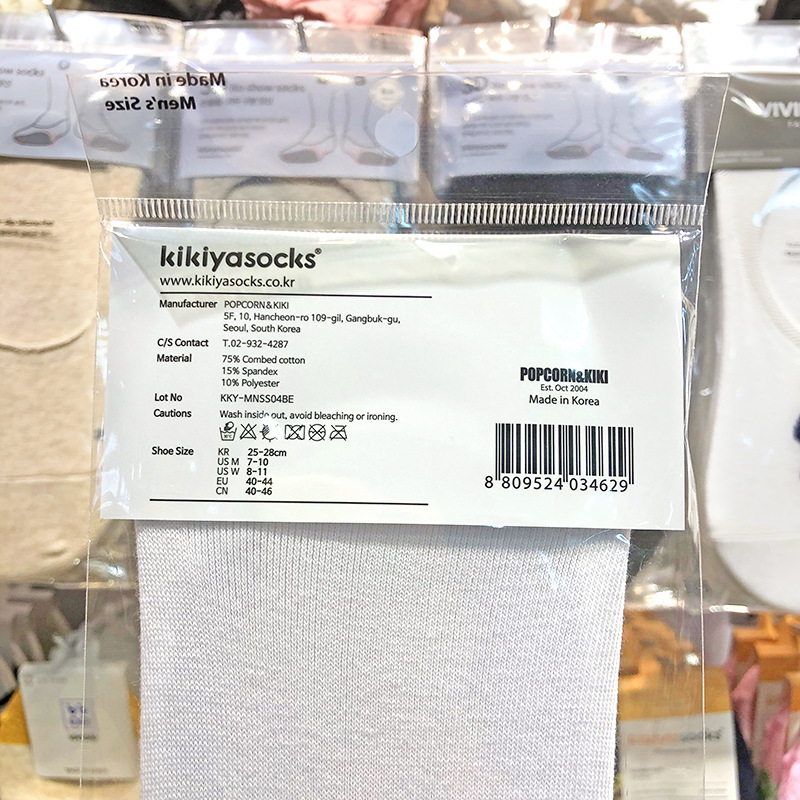 Made in Korea
Men's Size
kikiyasocks®
www.kikiyasocks.co.kr
Manufacturer POPCORN&KIKI
5F, 10, Hancheon-ro 109-gil, Gangbuk-gu,
Seoul, South Korea
C/S Contact T.02-932-4287
Material 75% Combed cotton
15% Spandex
10% Polyester
Lot No KKY-MNSS04BE
Cautions Wash inside out, avoid bleaching or ironing.
Shoe Size KR 25-28cm
US M 7-10
US W 8-11
EU 40-44
CN 40-46
POPCORN&KIKI
Est. Oct 2004
Made in Korea
8 809524 034629